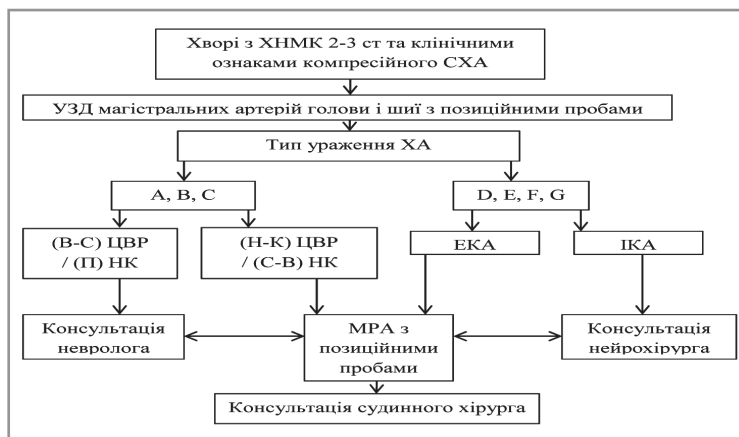 Хворі з ХНМК 2-3 ст та клінічними
ознаками компресійного СХА
УЗД магістральних артерій голови і шиї з позиційними пробами
Тип ураження ХА
А, В, С
D, E, F, G
(В-С) ЦВР
/ (П) НК
(Н-К) ЦВР
/ (С-В) НК
ЕКА
ІКА
Консультація
невролога
МРА з
позиційними
пробами
Консультація
нейрохірурга
Консультація судинного хірурга